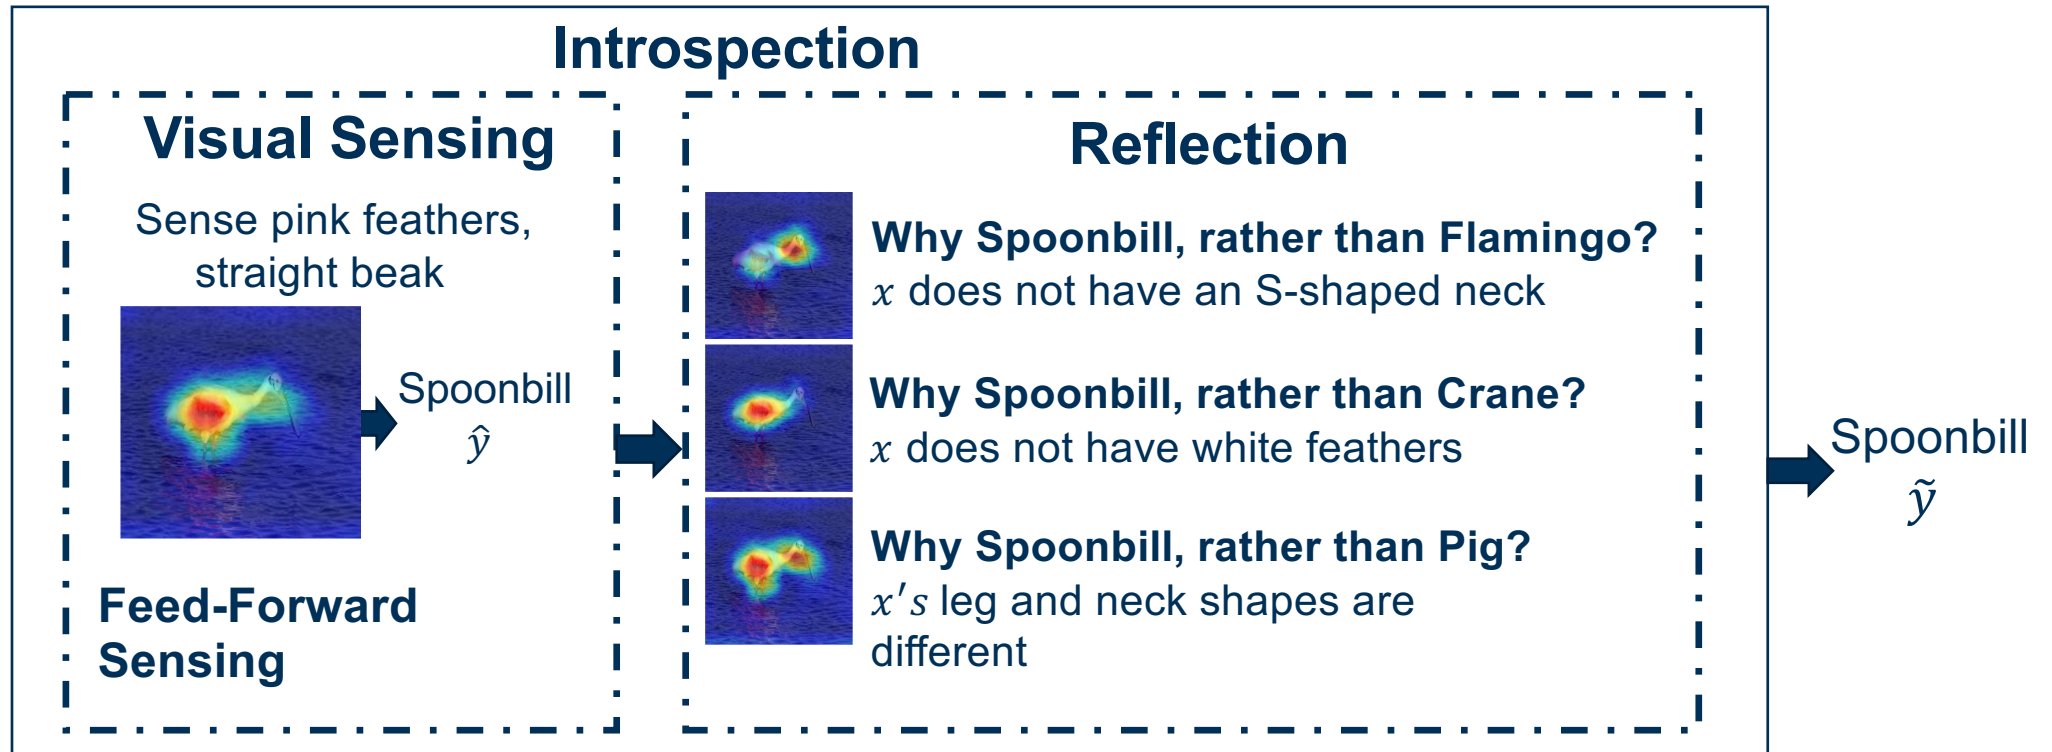 Introspection
Visual Sensing
Sense pink feathers,
straight beak
Spoonbill
ŷ
Feed-Forward
Sensing
Reflection
Why Spoonbill, rather than Flamingo?
x does not have an S-shaped neck
Why Spoonbill, rather than Crane?
x does not have white feathers
Why Spoonbill, rather than Pig?
x's leg and neck shapes are
different
Spoonbill
ỹ